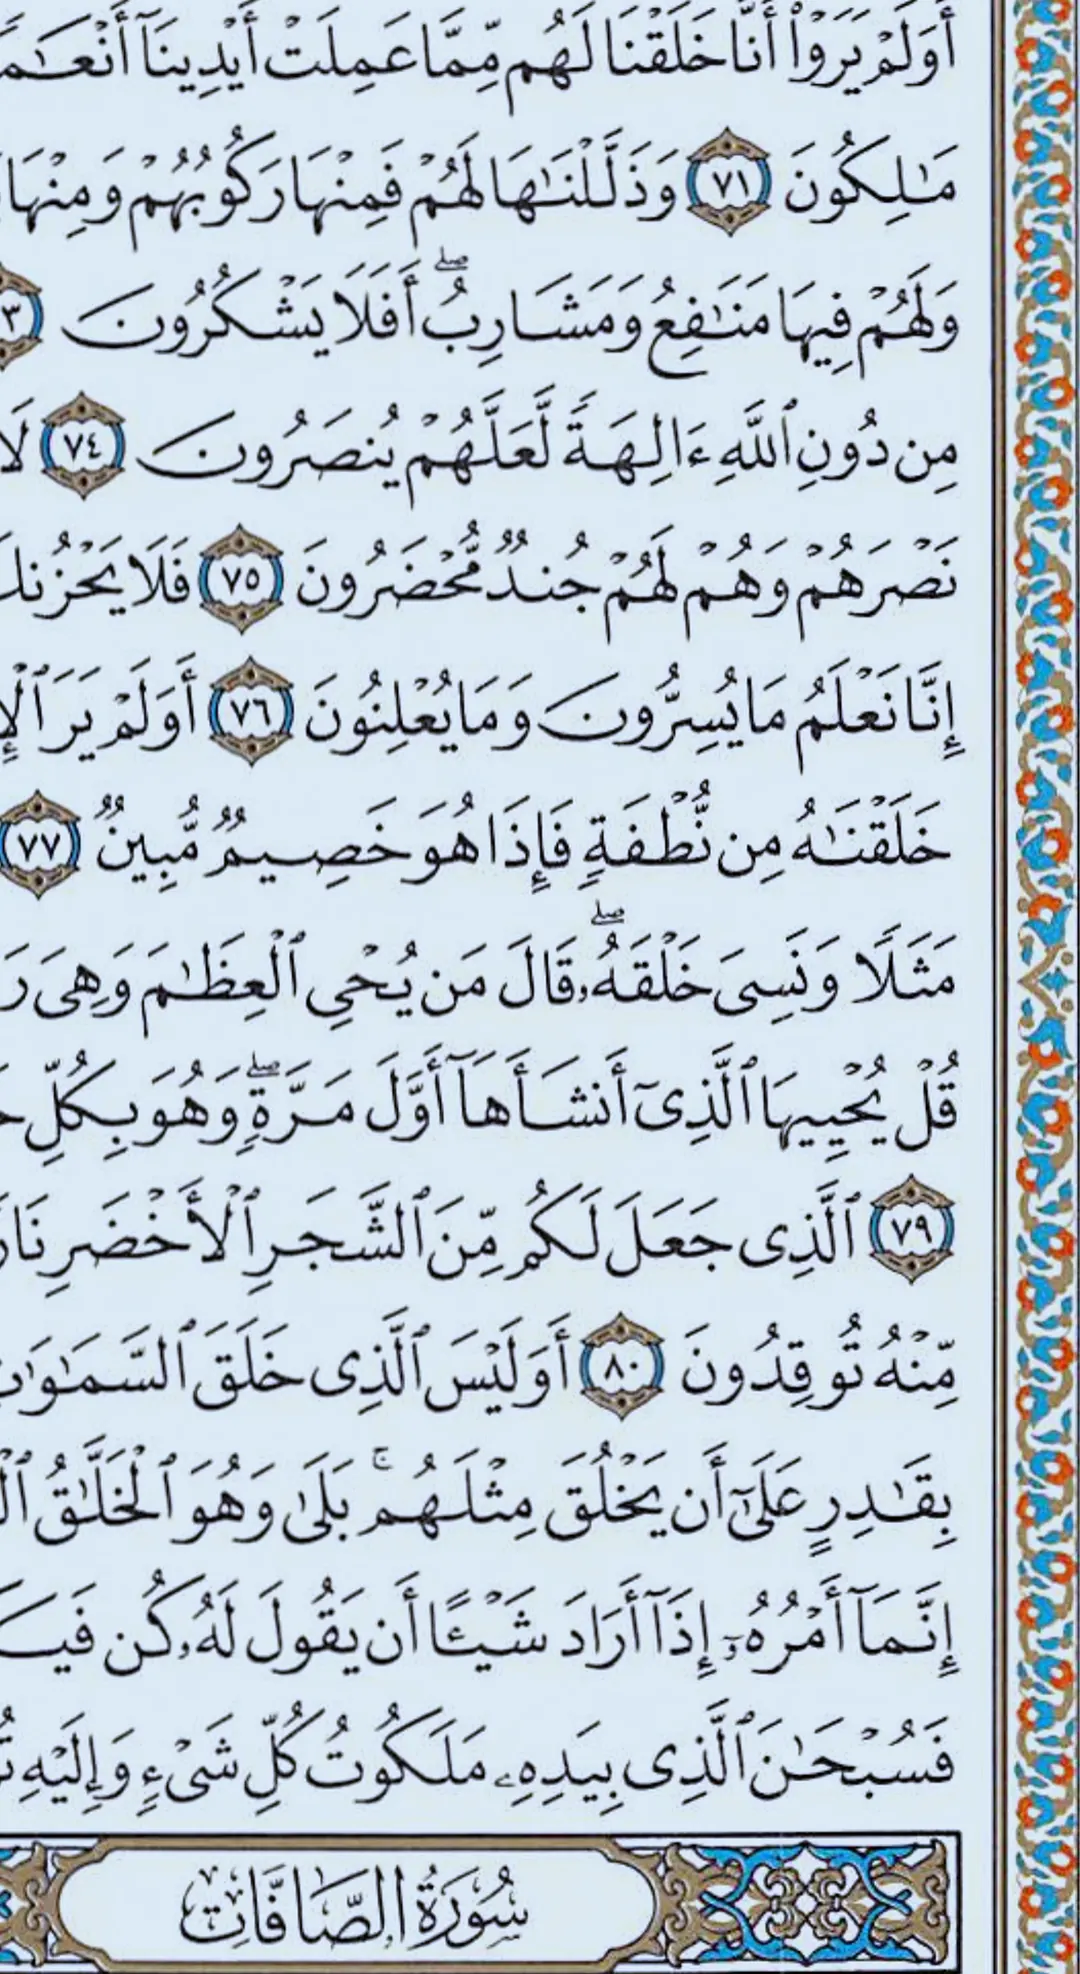 أَوَلَمْ يَرَوْا۟ أَنَّا خَلَقْنَا لَهُم مِّمَّا عَمِلَتْ أَيْدِينَآ أَنْعَـٰمًا
مَـٰلِكُونَ ٧١ وَذَلَّلْنَـٰهَا لَهُمْ فَمِنْهَا رَكُوبُهُمْ وَمِنْهَا
وَلَهُمْ فِيهَا مَنَـٰفِعُ وَمَشَارِبُ ۖ أَفَلَا يَشْكُرُونَ ٧٣
مِن دُونِ ٱللَّهِ ءَالِهَةً لَّعَلَّهُمْ يُنصَرُونَ ٧٤ لَا
نَصْرَهُمْ وَهُمْ لَهُمْ جُندٌ مُّحْضَرُونَ ٧٥ فَلَا يَحْزُنكَ
إِنَّا نَعْلَمُ مَا يُسِرُّونَ وَمَا يُعْلِنُونَ ٧٦ أَوَلَمْ يَرَ
خَلَقْنَـٰهُ مِن نُّطْفَةٍ فَإِذَا هُوَ خَصِيمٌ مُّبِينٌ ٧٧
مَثَلًا وَنَسِىَ خَلْقَهُۥ ۖ قَالَ مَن يُحْىِ ٱلْعِظَـٰمَ وَهِىَ
قُلْ يُحْيِيهَا ٱلَّذِىٓ أَنشَأَهَآ أَوَّلَ مَرَّةٍ ۖ وَهُوَ بِكُلِّ
٧٩ ٱلَّذِى جَعَلَ لَكُم مِّنَ ٱلشَّجَرِ ٱلْأَخْضَرِ
مِّنْهُ تُوقِدُونَ ٨٠ أَوَلَيْسَ ٱلَّذِى خَلَقَ ٱلسَّمَـٰوَٰتِ
بِقَـٰدِرٍ عَلَىٰٓ أَن يَخْلُقَ مِثْلَهُم ۚ بَلَىٰ وَهُوَ ٱلْخَلَّـٰقُ
إِنَّمَآ أَمْرُهُۥٓ إِذَآ أَرَادَ شَيْـًٔا أَن يَقُولَ لَهُۥ كُن
فَسُبْحَـٰنَ ٱلَّذِى بِيَدِهِۦ مَلَكُوتُ كُلِّ شَىْءٍ وَإِلَيْهِ
سُورَةُ الصَّافَّاتِ